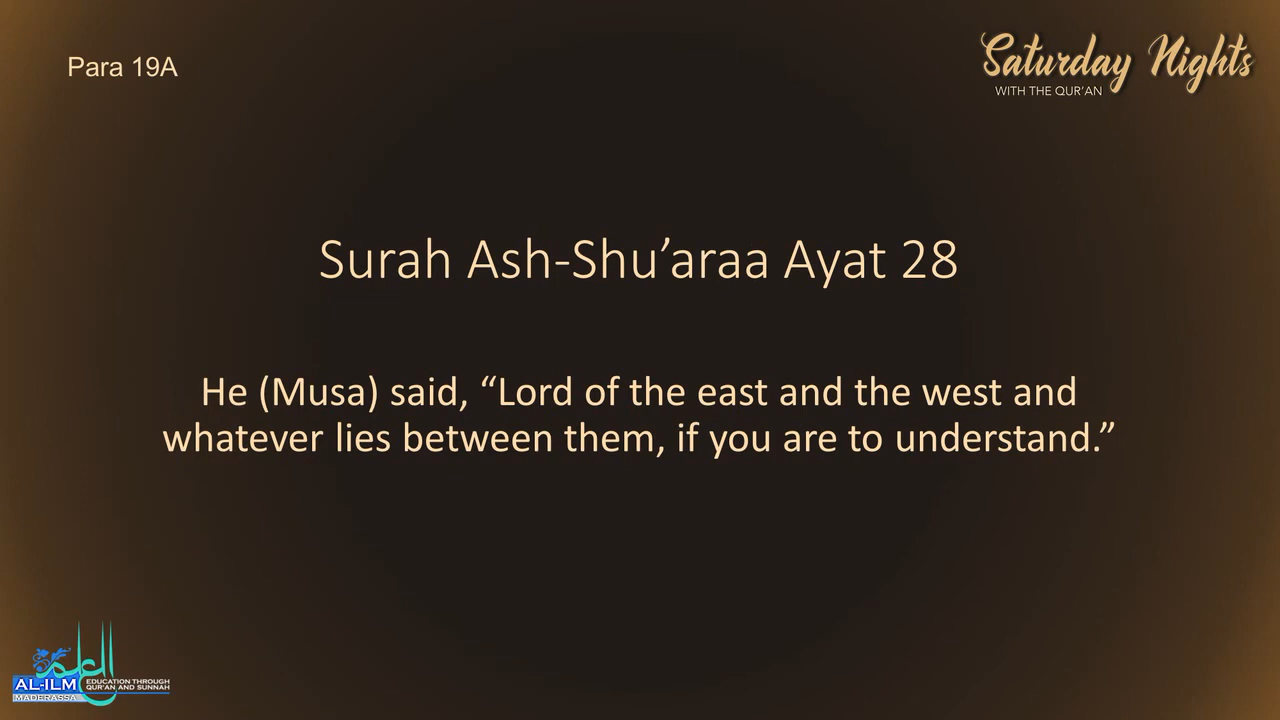 Para 19A
Saturday Nights
WITH THE QUR'AN
Surah Ash-Shu’araa Ayat 28
He (Musa) said, “Lord of the east and the west and
whatever lies between them, if you are to understand.”
العلم
AL-ILM
MADERASSA
EDUCATION THROUGH
QUR'AN AND SUNNAH